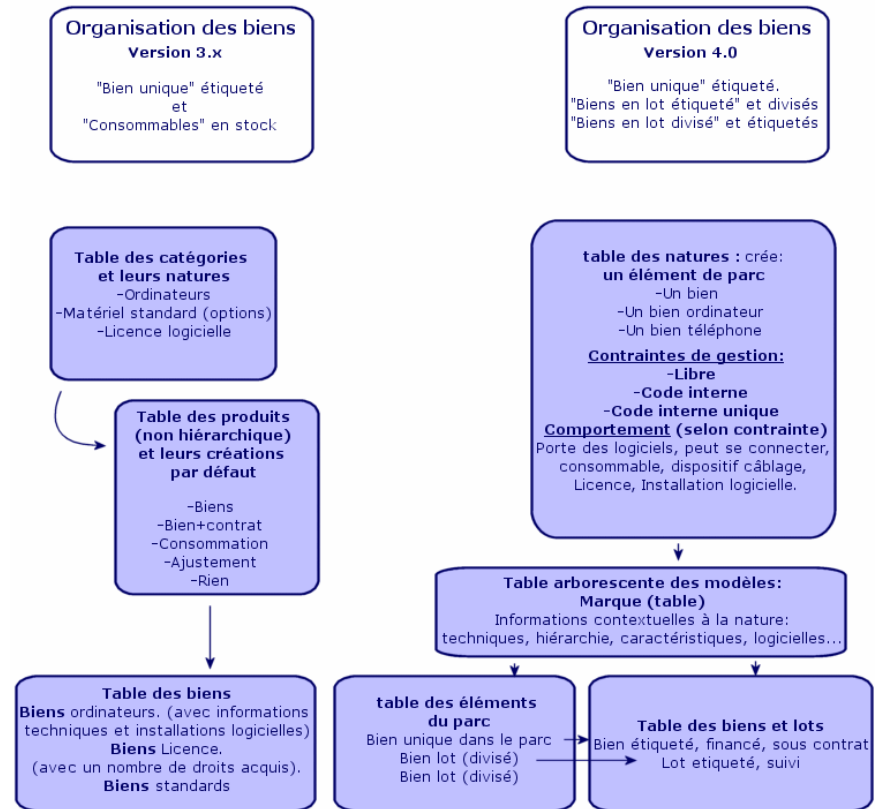 Organisation des biens
Version 3.x
"Bien unique" étiqueté
et
"Consommables" en stock
Organisation des biens
Version 4.0
"Bien unique" étiqueté.
"Biens en lot étiqueté" et divisés
"Biens en lot divisé" et étiquetés
Table des catégories
et leurs natures
-Ordinateurs
-Matériel standard (options)
-Licence logicielle
Table des produits
(non hiérarchique)
et leurs créations
par défaut
-Biens
-Bien+contrat
-Consommation
-Ajustement
-Rien
Table des biens
Biens ordinateurs. (avec informations
techniques et installations logicielles)
Biens Licence.
(avec un nombre de droits acquis).
Biens standards
table des natures : crée:
un élément de parc
-Un bien
-Un bien ordinateur
-Un bien téléphone
Contraintes de gestion:
-Libre
-Code interne
-Code interne unique
Comportement (selon contrainte)
Porte des logiciels, peut se connecter,
consommable, dispositif câblage,
Licence, Installation logicielle.
Table arborescente des modèles:
Marque (table)
Informations contextuelles à la nature:
techniques, hiérarchie, caractéristiques, logicielles...
table des éléments
du parc
Bien unique dans le parc
Bien lot (divisé)
Bien lot (divisé)
Table des biens et lots
Bien étiqueté, financé, sous contrat
Lot etiqueté, suivi